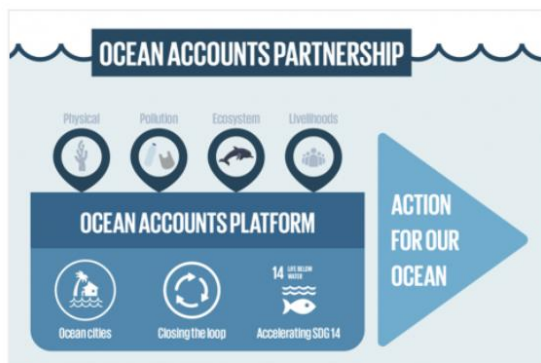 OCEAN ACCOUNTS PARTNERSHIP
Physical Pollution Ecosystem Livelihoods
OCEAN ACCOUNTS PLATFORM
ACTION
FOR OUR
OCEAN
14 LIFE BELOW
WATER
Ocean cities Closing the loop Accelerating SDG 14